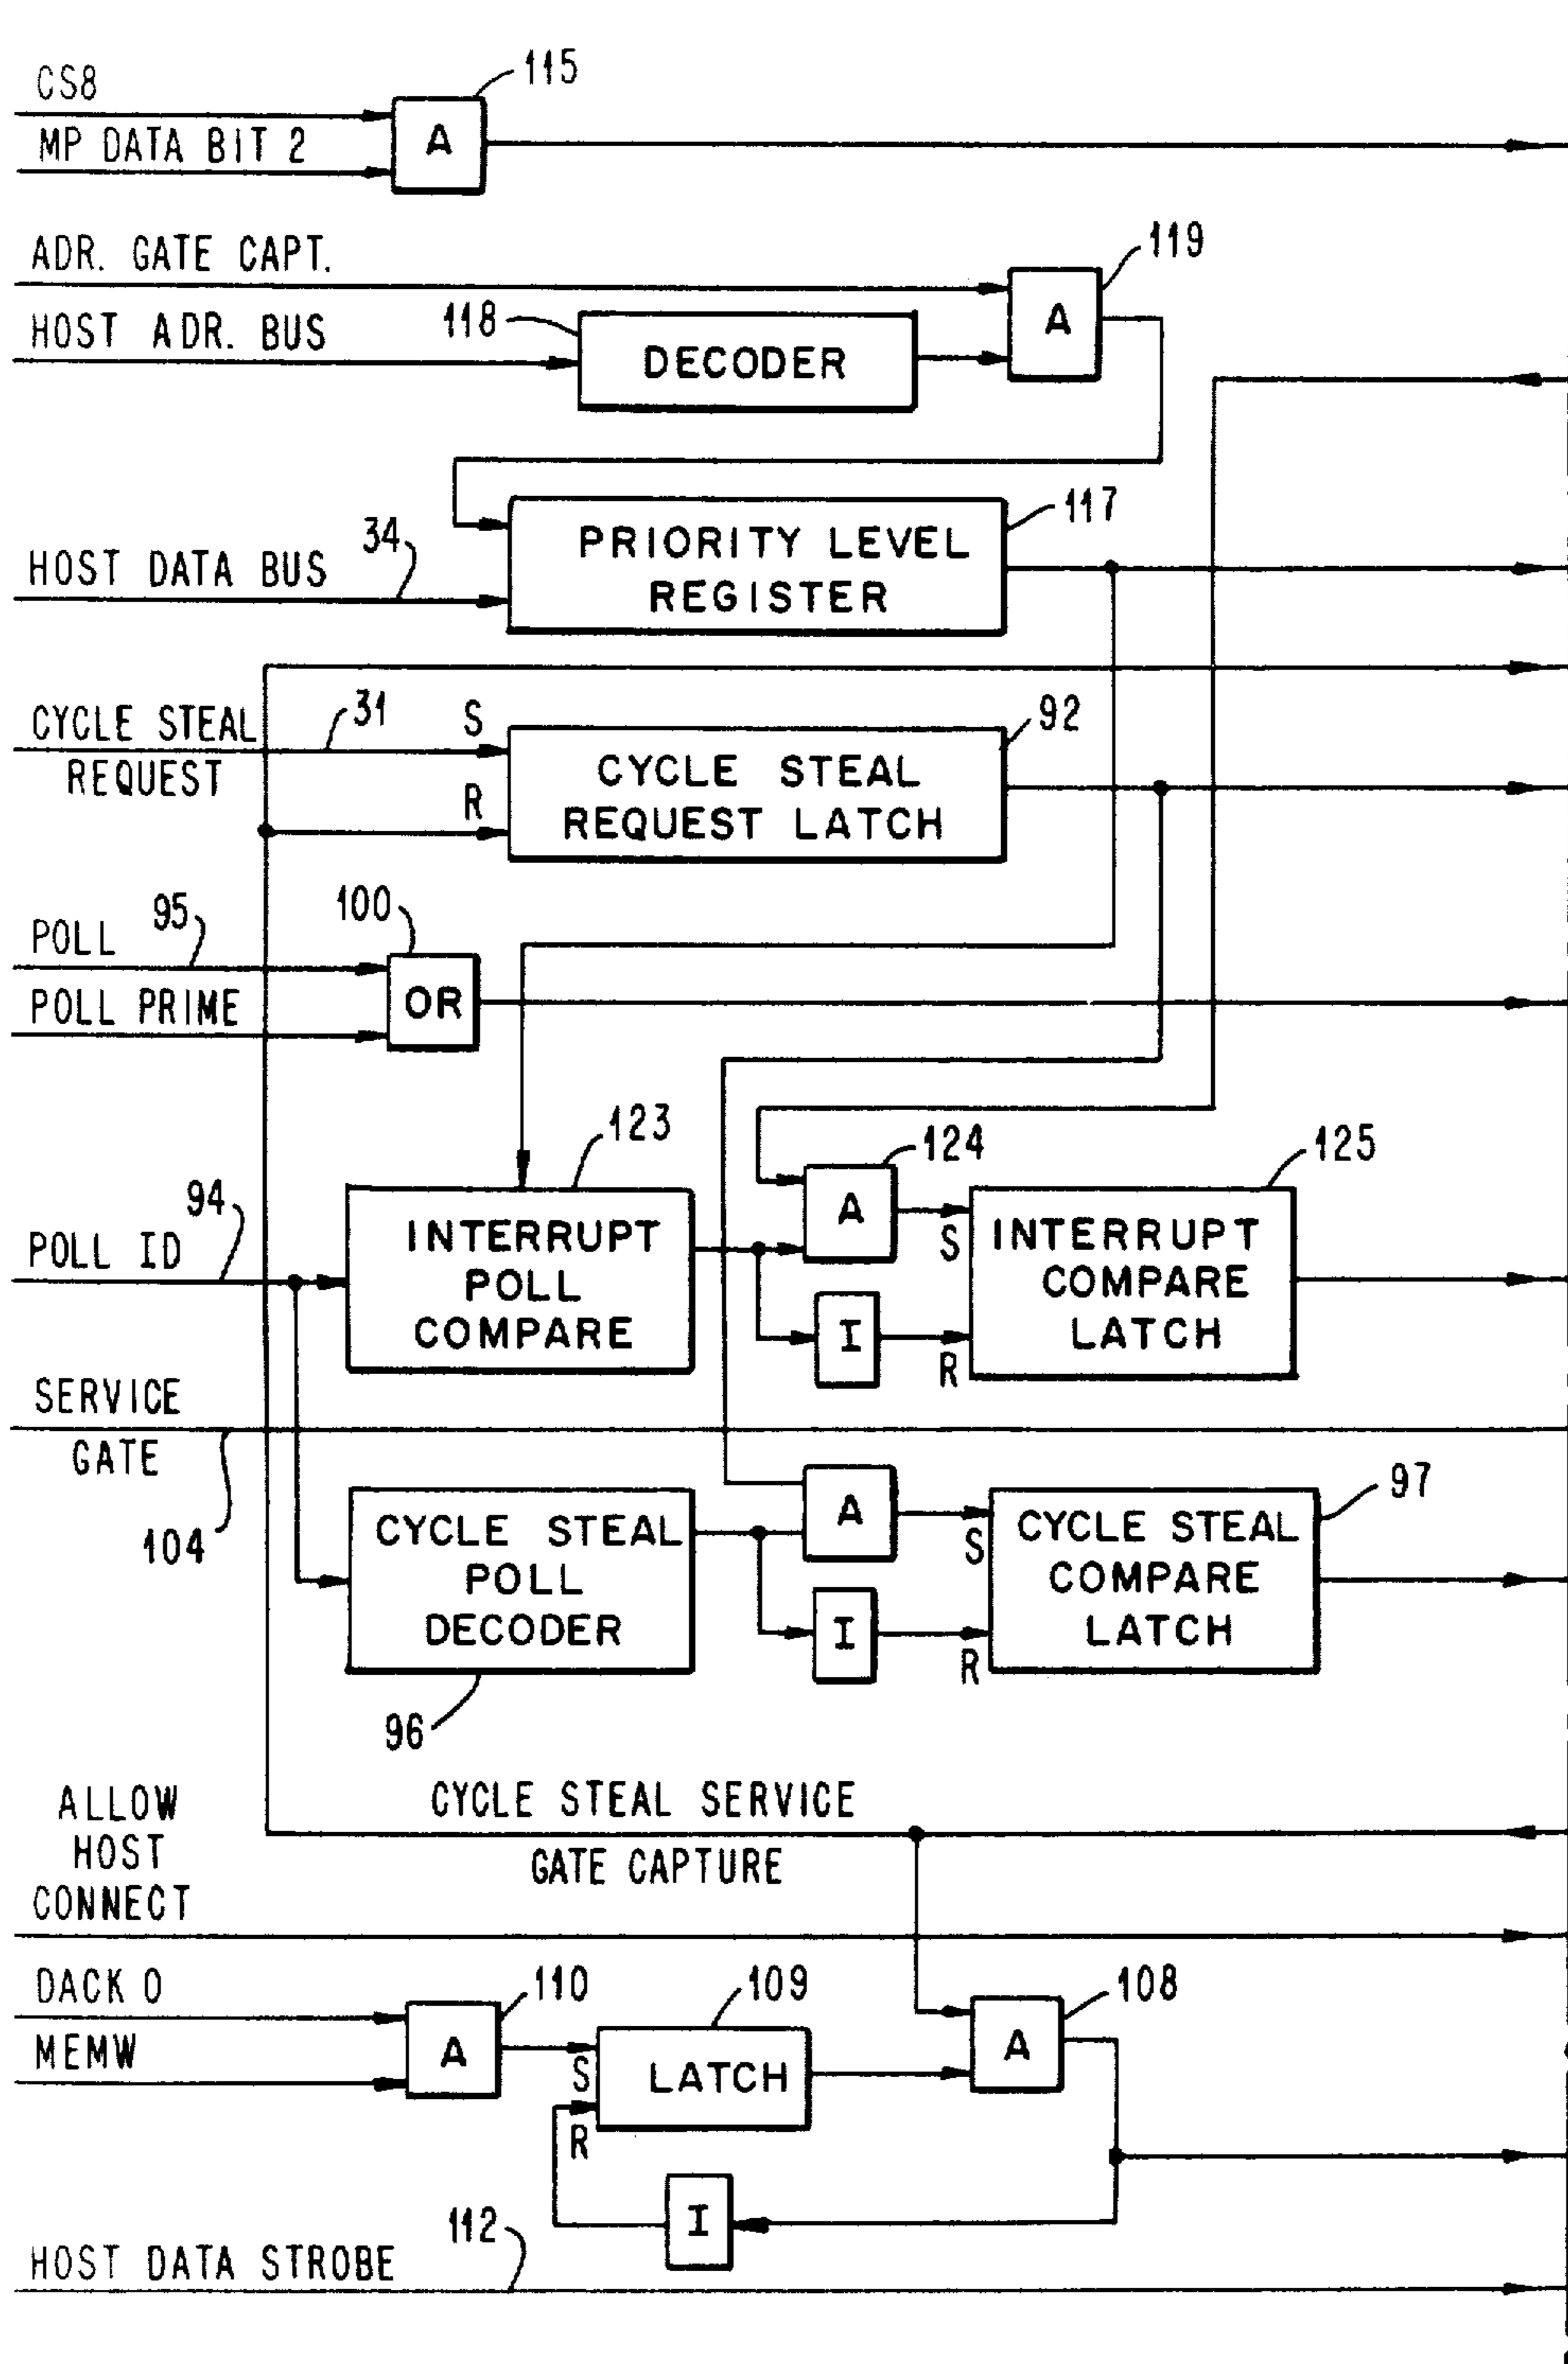 CS8
115
MP DATA BIT 2
A
ADR. GATE CAPT.
119
HOST ADR. BUS
118
DECODER
A
HOST DATA BUS
34
PRIORITY LEVEL
REGISTER
117
CYCLE STEAL
REQUEST
31
S
R
CYCLE STEAL
REQUEST LATCH
92
POLL
95
100
POLL PRIME
OR
123
124
125
POLL ID
94
INTERRUPT
POLL
COMPARE
A
I
S
R
INTERRUPT
COMPARE
LATCH
SERVICE
GATE
104
CYCLE STEAL
POLL
DECODER
96
A
I
S
R
CYCLE STEAL
COMPARE
LATCH
97
CYCLE STEAL SERVICE
GATE CAPTURE
ALLOW
HOST
CONNECT
DACK 0
MEMW
110
A
109
S
R
LATCH
108
A
I
112
HOST DATA STROBE